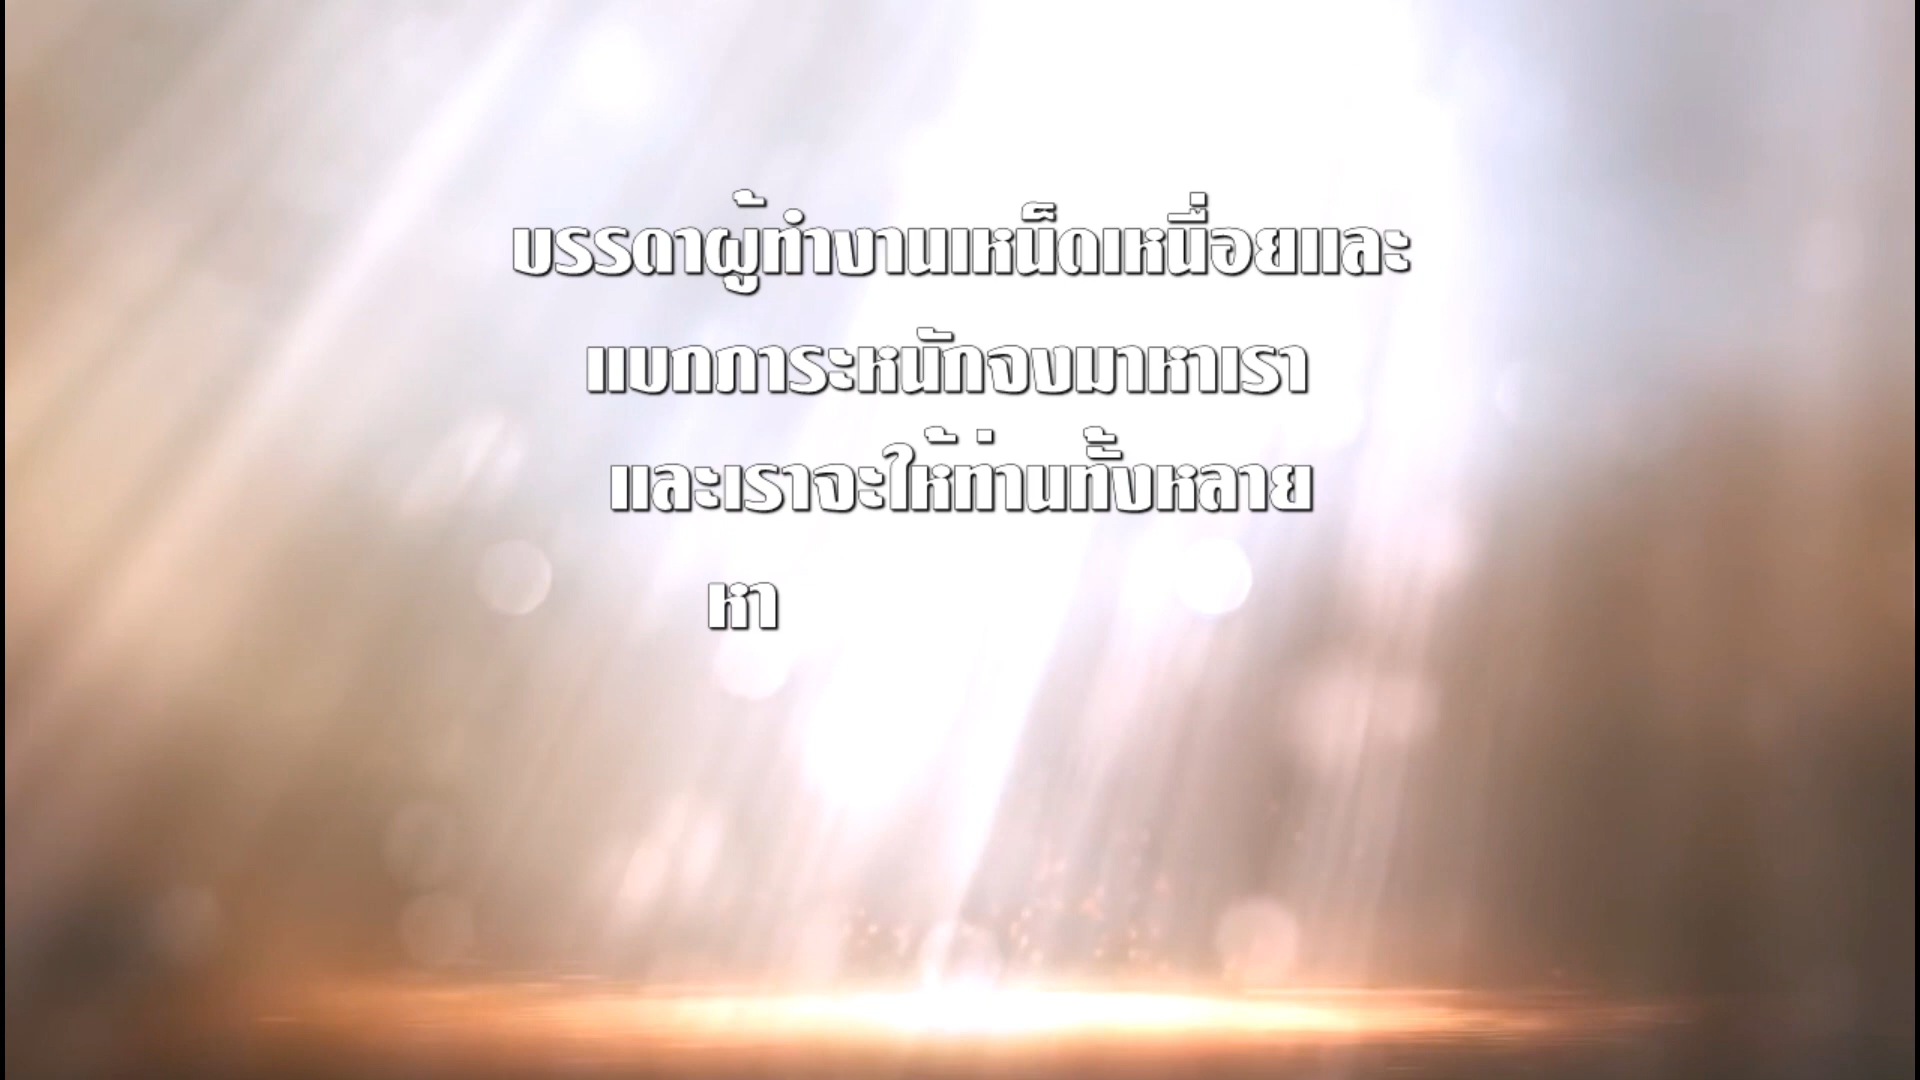 บรรดาผู้ทำงานเหน็ดเหนื่อยและ
แบกภาระหนักจงมาหาเรา
และเราจะให้ท่านทั้งหลาย
หา